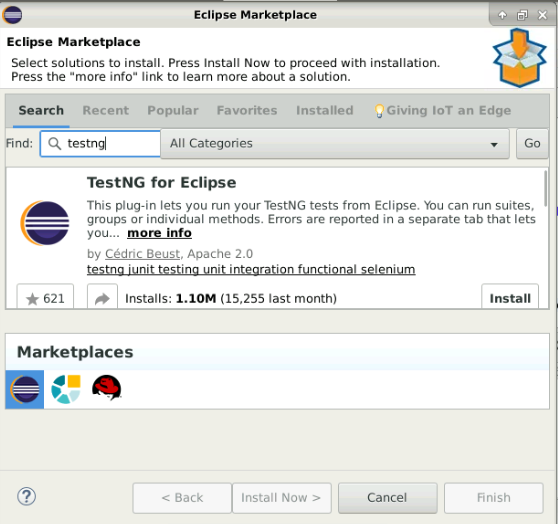 Eclipse Marketplace
Eclipse Marketplace
Select solutions to install. Press Install Now to proceed with installation.
Press the "more info" link to learn more about a solution.
Search Recent Popular Favorites Installed Giving IoT an Edge
Find: testng All Categories Go
TestNG for Eclipse
This plug-in lets you run your TestNG tests from Eclipse. You can run suites,
groups or individual methods. Errors are reported in a separate tab that lets
you... more info
by Cédric Beust, Apache 2.0
testng junit testing unit integration functional selenium
621 Installs: 1.10M (15,255 last month) Install
Marketplaces
? < Back Install Now > Cancel Finish